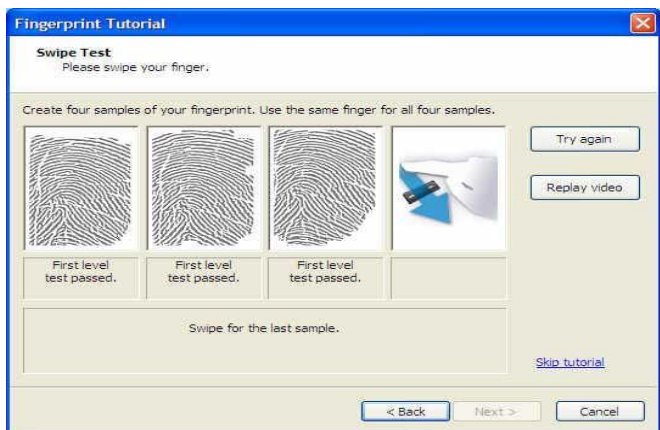 Fingerprint Tutorial
Swipe Test
Please swipe your finger.
Create four samples of your fingerprint. Use the same finger for all four samples.
Try again
Replay video
First level
test passed.
First level
test passed.
First level
test passed.
Swipe for the last sample.
Skip tutorial
< Back
Next >
Cancel